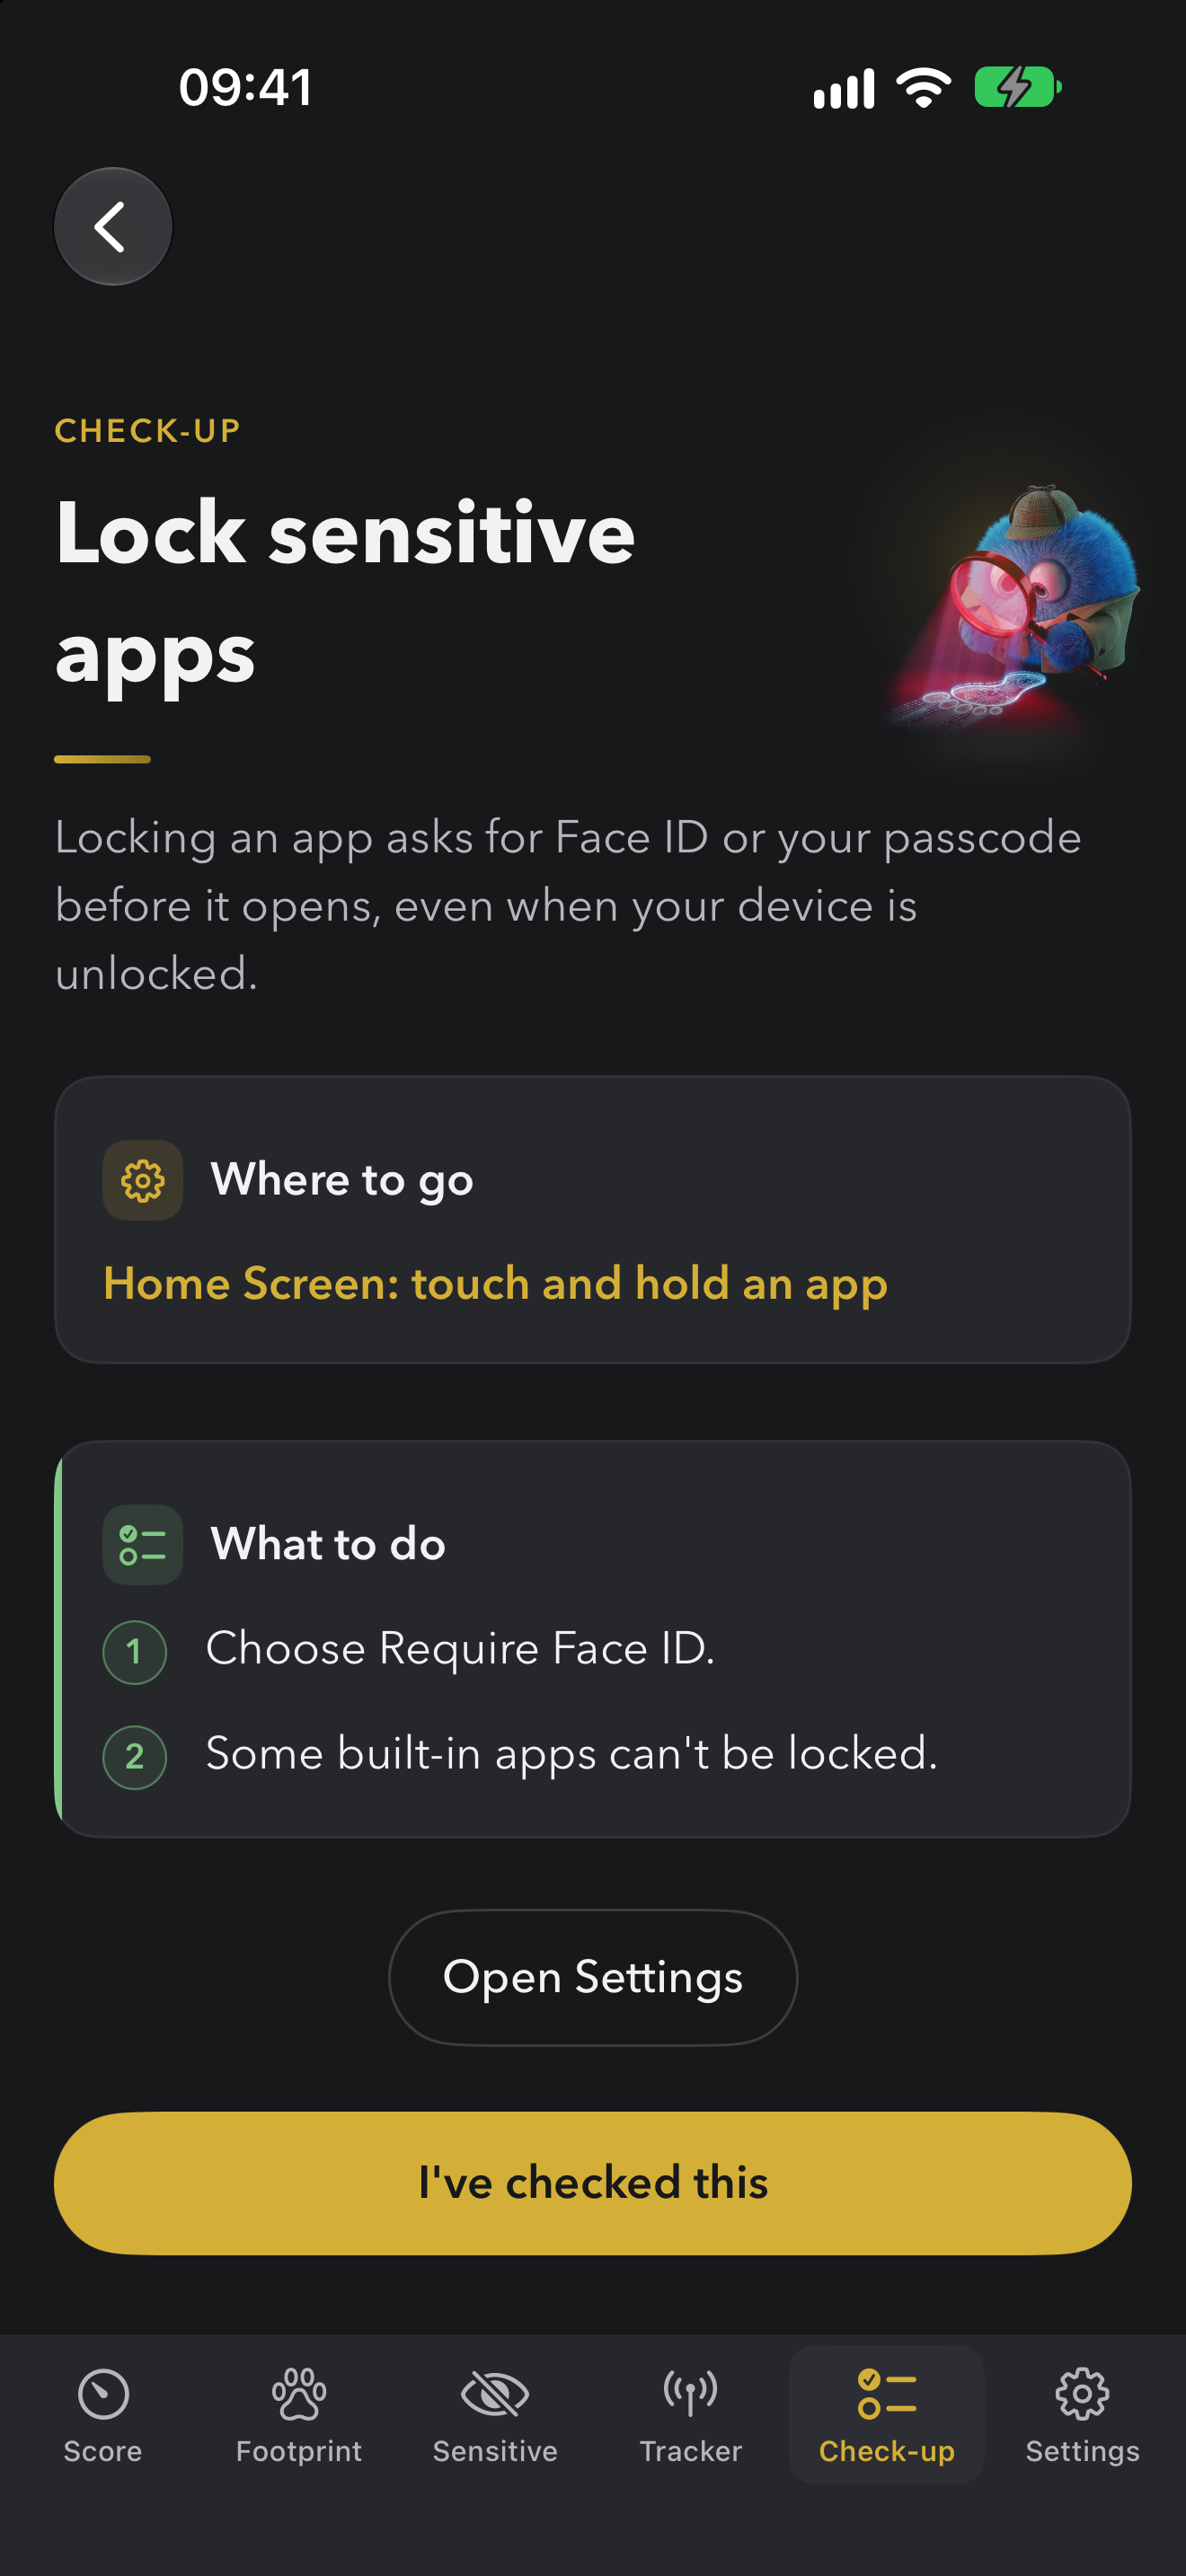 09:41
CHECK-UP
Lock sensitive
apps
Locking an app asks for Face ID or your passcode
before it opens, even when your device is
unlocked.
Where to go
Home Screen: touch and hold an app
What to do
1 Choose Require Face ID.
2 Some built-in apps can't be locked.
Open Settings
I've checked this
Score Footprint Sensitive Tracker Check-up Settings